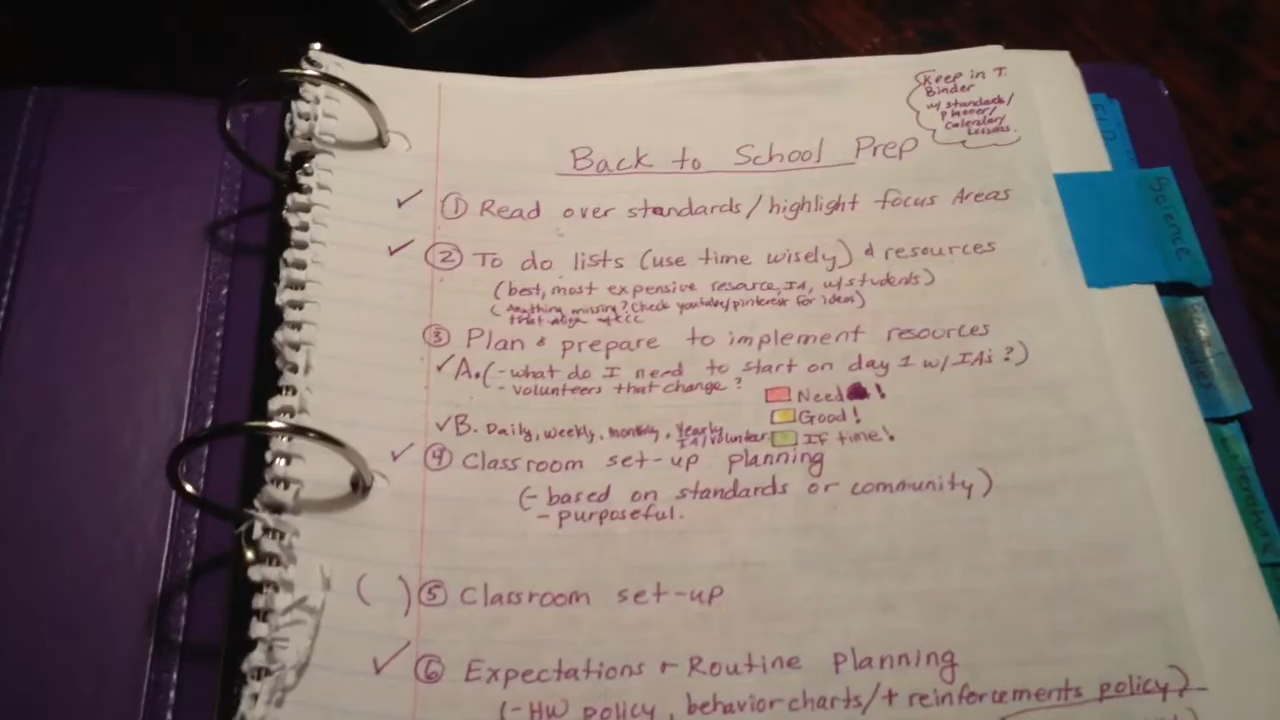 Keep in T.
Binder
w/ standards/
planner/
calendar/
Lessons.
Back to School Prep
✓ ① Read over standards/highlight focus Areas
✓ ② To do lists (use time wisely) & resources
(best, most expensive resource, IA, w/students)
(Anything missing? Check youtube/pinterest for ideas)
that align
③ Plan & prepare to implement resources
✓ A. (-what do I need to start on day 1 w/ IAs?)
- volunteers that change?
Need !
Good!
If time!
✓ B. Daily, weekly, monthly, Yearly
IA/volunteer
✓ ④ Classroom set-up planning
(- based on standards or community)
- purposeful.
( ) ⑤ Classroom set-up
✓ ⑥ Expectations + Routine Planning
(-HW policy, behavior charts/+ reinforcements policy)
Science
Literature